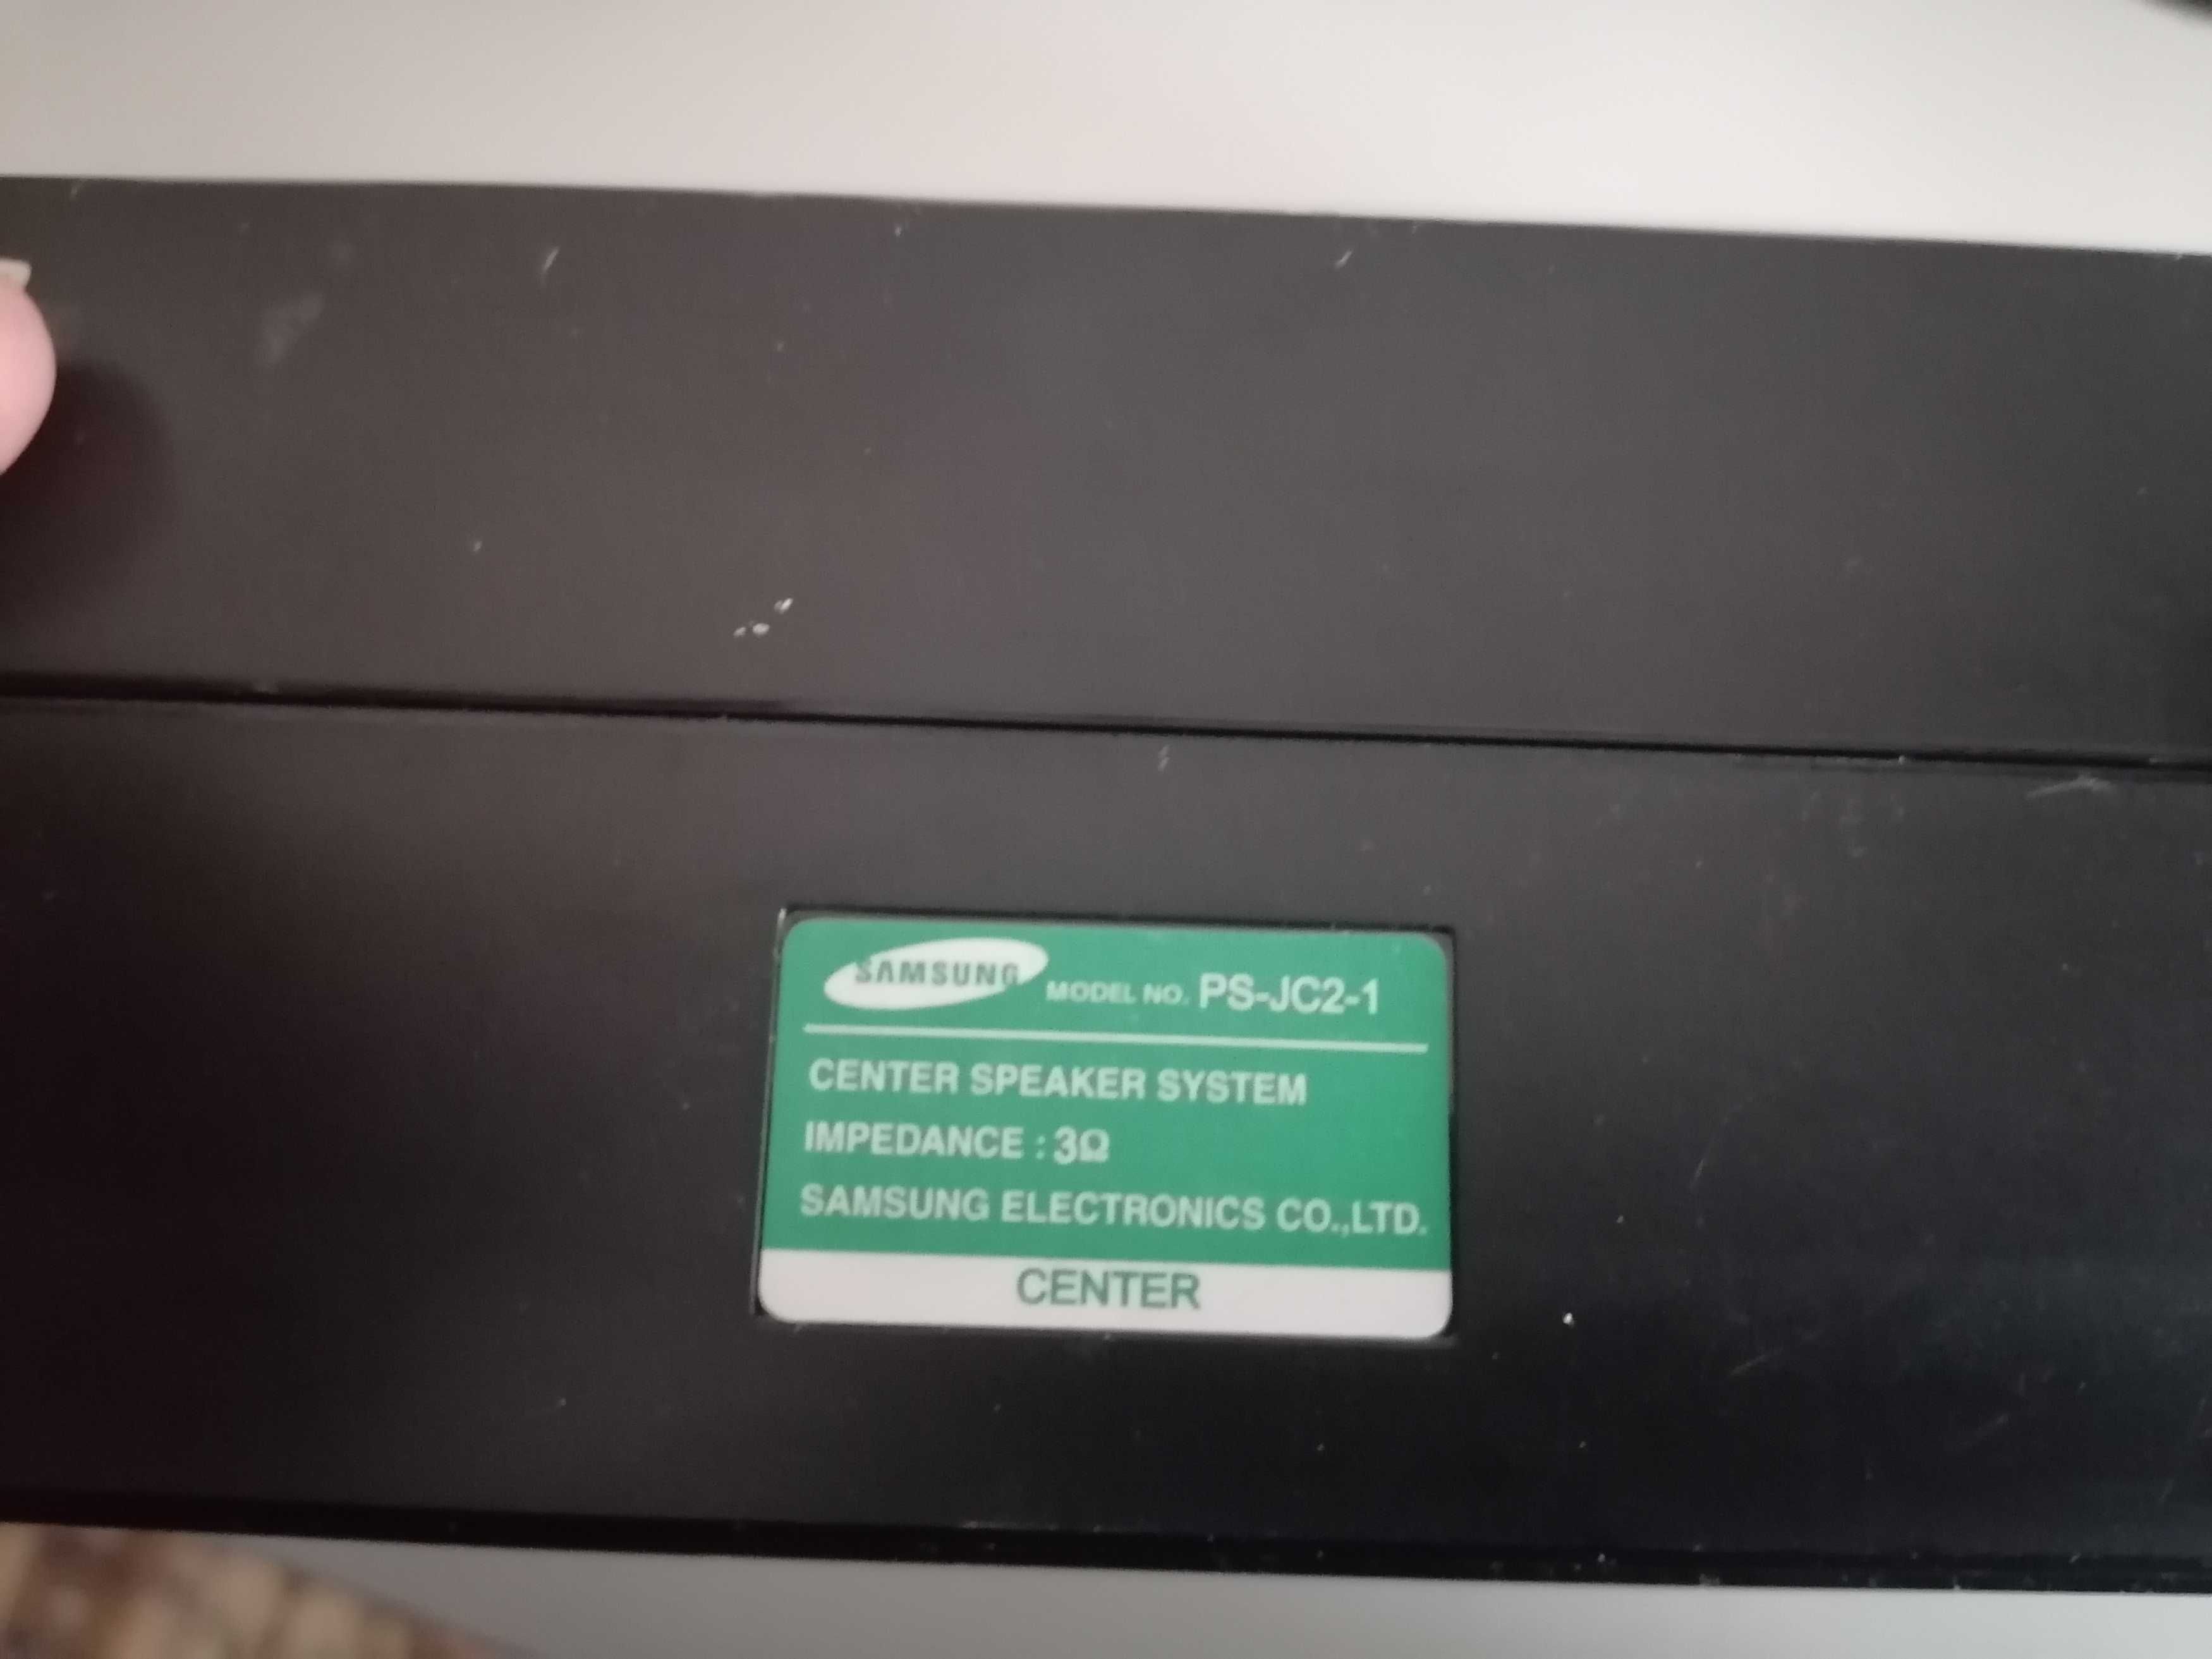 SAMSUNG MODEL NO. PS-JC2-1
CENTER SPEAKER SYSTEM
IMPEDANCE : 3Ω
SAMSUNG ELECTRONICS CO.,LTD.
CENTER